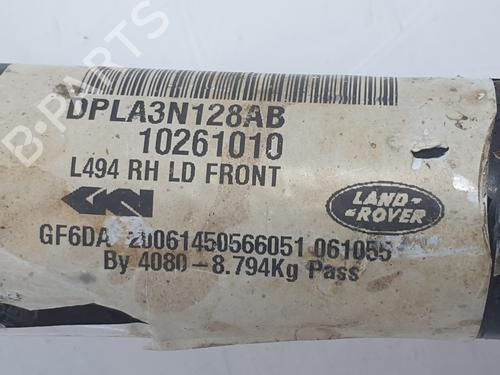 B-PARTS
DPLA3N128AB
10261010
L494 RH LD FRONT
GKN
LAND-
-ROVER
GF6DA 20061450566051 061055
By 4080-8.794Kg Pass